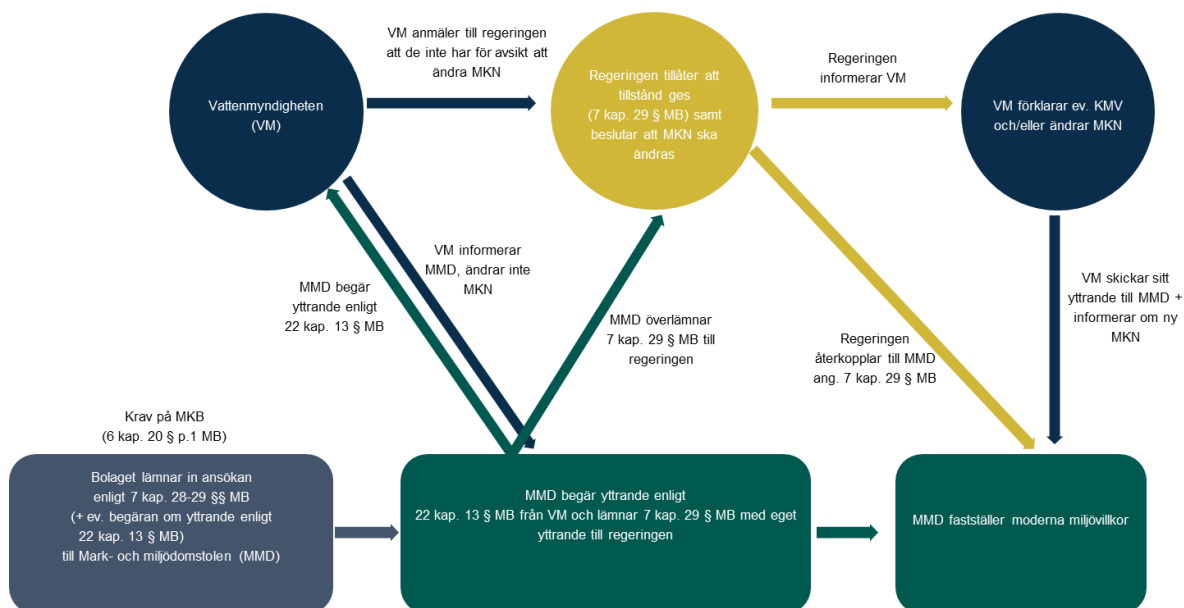 VM anmäler till regeringen
att de inte har för avsikt att
ändra MKN
Vattenmyndigheten
(VM)
Regeringen tillåter att
tillstånd ges
(7 kap. 29 § MB) samt
beslutar att MKN ska
ändras
Regeringen
informerar VM
VM förklarar ev. KMV
och/eller ändrar MKN
VM informerar
MMD, ändrar inte
MKN
MMD begär
yttrande enligt
22 kap. 13 § MB
MMD överlämnar
7 kap. 29 § MB till
regeringen
Regeringen
återkopplar till MMD
ang. 7 kap. 29 § MB
VM skickar sitt
yttrande till MMD +
informerar om ny
MKN
Krav på MKB
(6 kap. 20 § p.1 MB)
Bolaget lämnar in ansökan
enligt 7 kap. 28-29 §§ MB
(+ ev. begäran om yttrande enligt
22 kap. 13 § MB)
till Mark- och miljödomstolen (MMD)
MMD begär yttrande enligt
22 kap. 13 § MB från VM och lämnar 7 kap. 29 § MB med eget
yttrande till regeringen
MMD fastställer moderna miljövillkor